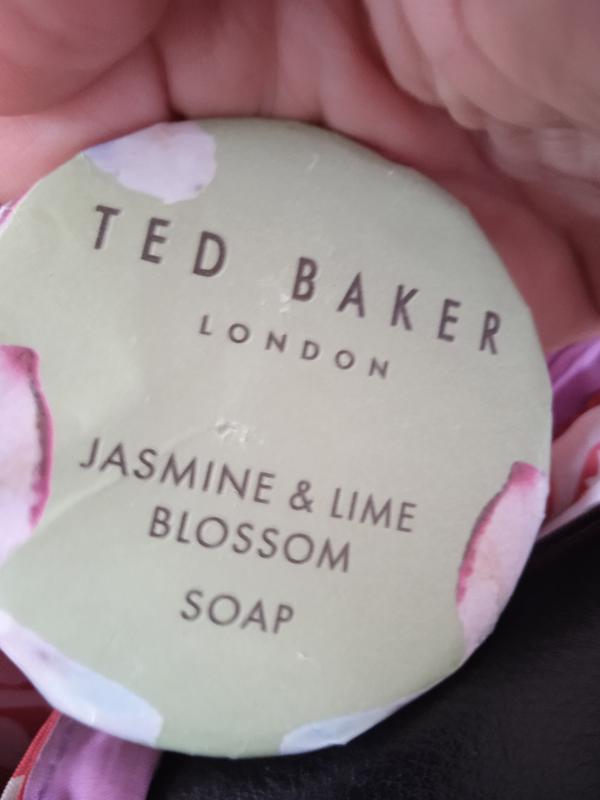 TED BAKER
LONDON
JASMINE & LIME
BLOSSOM
SOAP